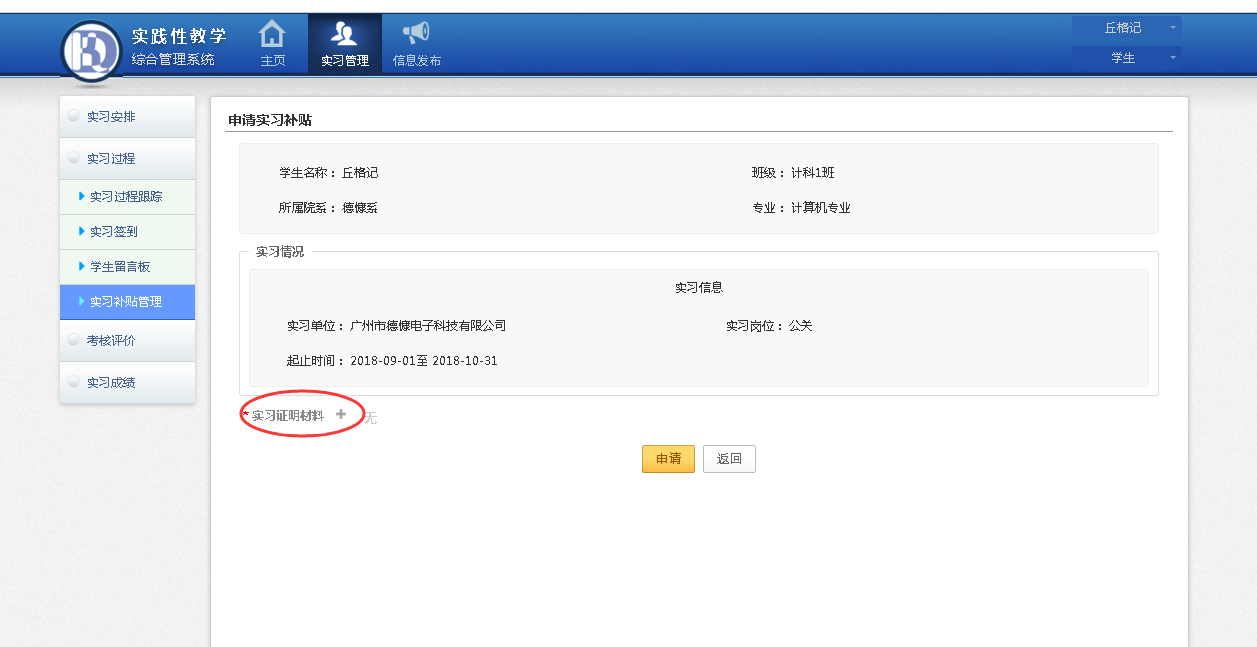 实践性教学
综合管理系统
主页
实习管理
信息发布
丘格记
学生
实习安排
实习过程
实习过程跟踪
实习签到
学生留言板
实习补贴管理
考核评价
实习成绩
申请实习补贴
学生名称： 丘格记
班级： 计科1班
所属院系： 德慷系
专业： 计算机专业
实习情况
实习信息
实习单位： 广州市德慷电子科技有限公司
实习岗位： 公关
起止时间： 2018-09-01至 2018-10-31
* 实习证明材料 + 无
申请
返回